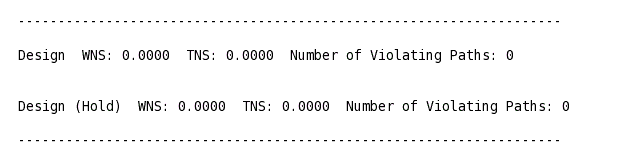 --------------------------------------------------------------------
Design  WNS: 0.0000  TNS: 0.0000  Number of Violating Paths: 0
Design (Hold)  WNS: 0.0000  TNS: 0.0000  Number of Violating Paths: 0
--------------------------------------------------------------------